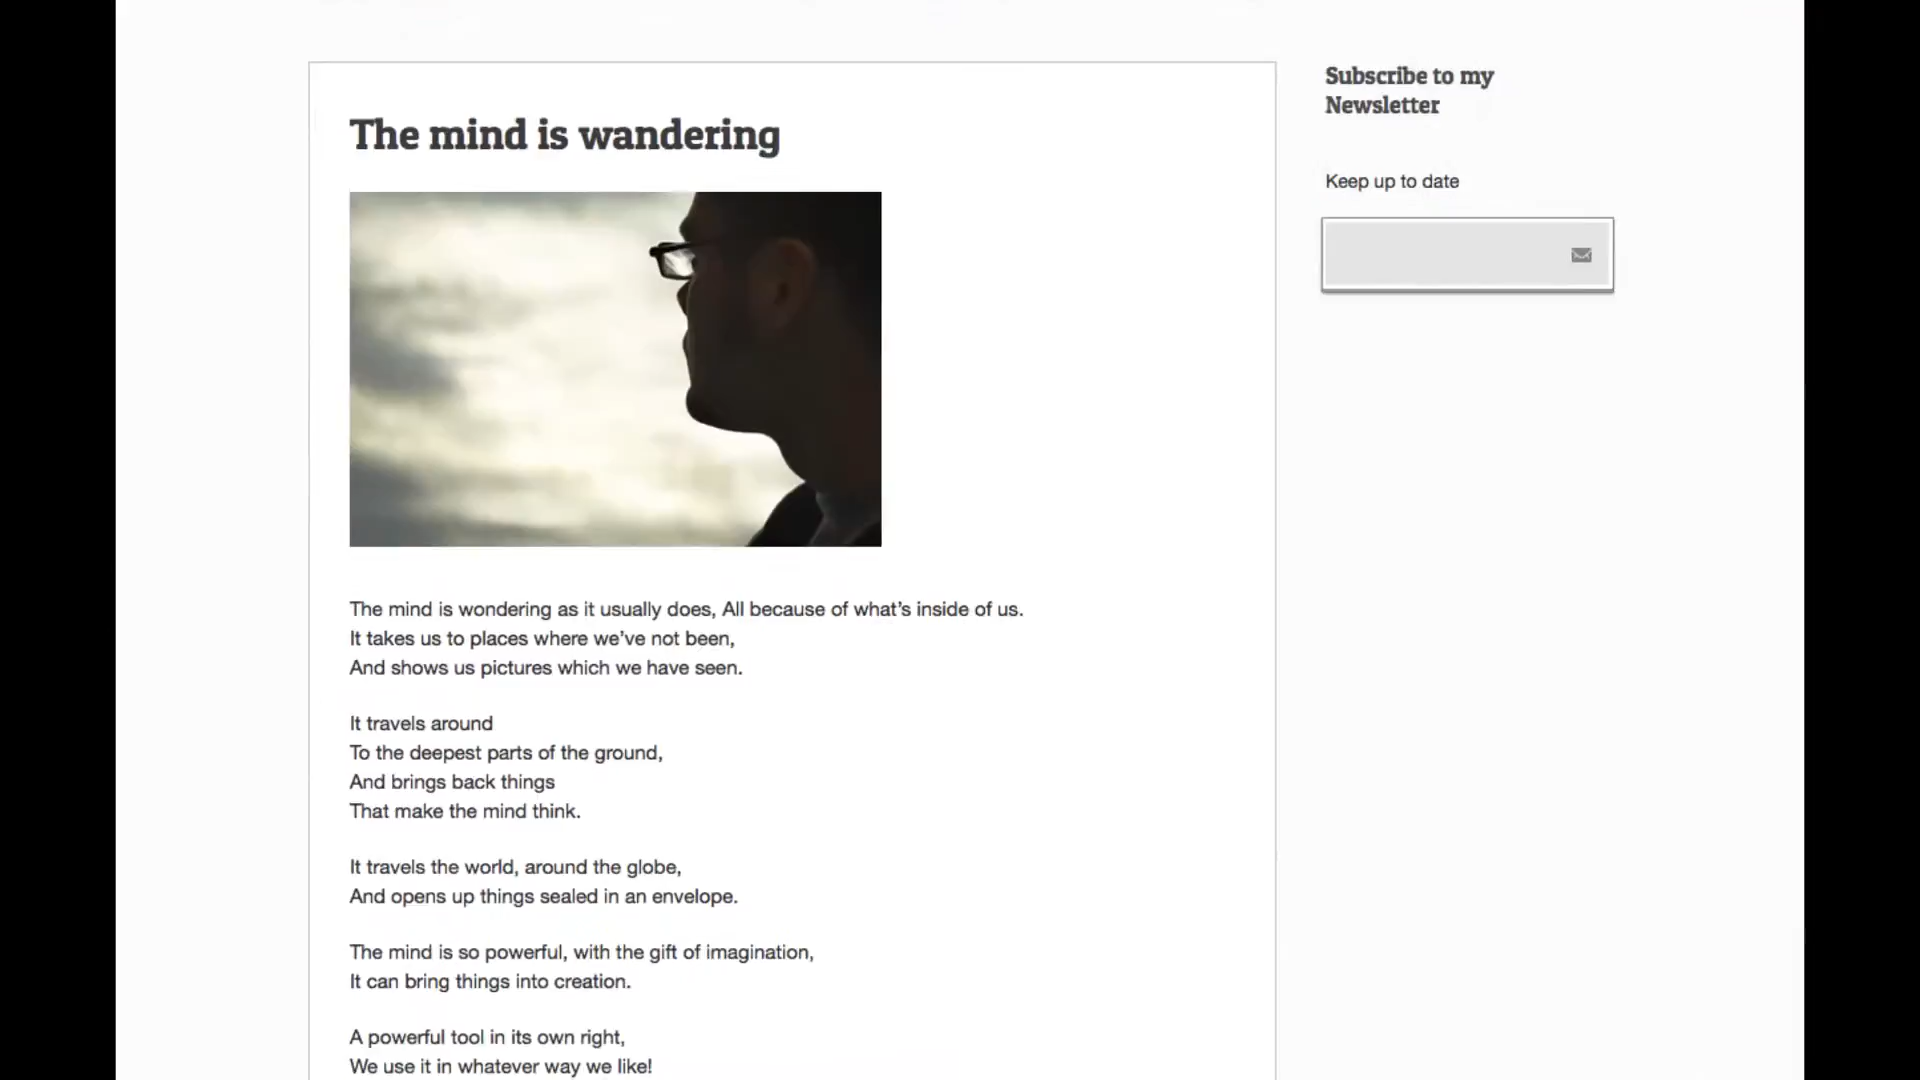 The mind is wandering
The mind is wondering as it usually does, All because of what’s inside of us.
It takes us to places where we’ve not been,
And shows us pictures which we have seen.
It travels around
To the deepest parts of the ground,
And brings back things
That make the mind think.
It travels the world, around the globe,
And opens up things sealed in an envelope.
The mind is so powerful, with the gift of imagination,
It can bring things into creation.
A powerful tool in its own right,
We use it in whatever way we like!
Subscribe to my
Newsletter
Keep up to date